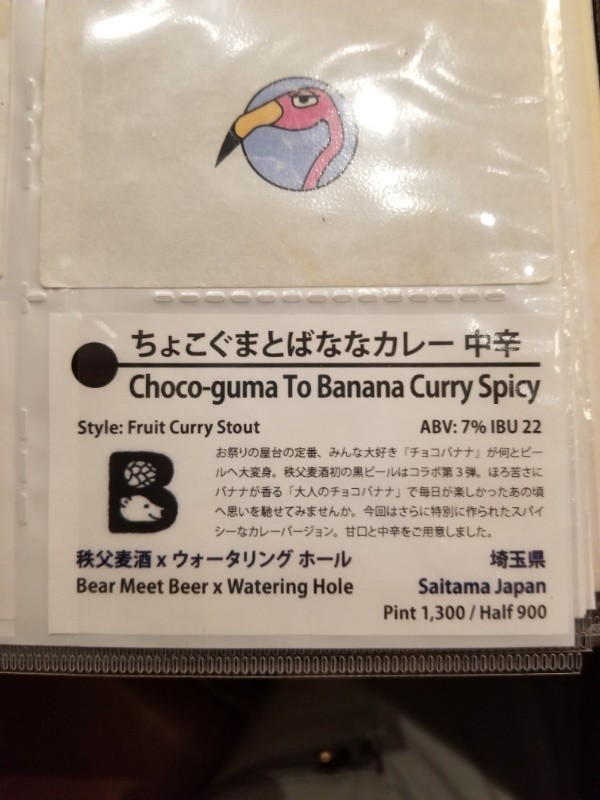 ちょこぐまとばななカレー 中辛
Choco-guma To Banana Curry Spicy
Style: Fruit Curry Stout ABV: 7% IBU 22
B
お祭りの屋台の定番、みんな大好き『チョコバナナ』が何とビー
ルへ大変身。秩父麦酒初の黒ビールはコラボ第3弾。ほろ苦さに
バナナが香る「大人のチョコバナナ」で毎日が楽しかったあの頃
へ思いを馳せてみませんか。今回はさらに特別に作られたスパイ
シーなカレーバージョン。甘口と中辛をご用意しました。
秩父麦酒 x ウォータリング ホール 埼玉県
Bear Meet Beer x Watering Hole Saitama Japan
Pint 1,300 / Half 900